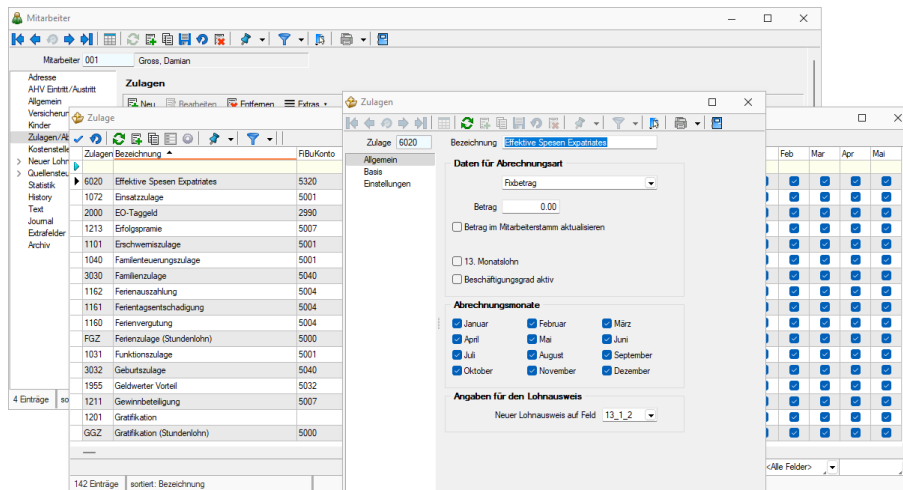 Mitarbeiter
Mitarbeiter 001 Gross, Damian
Adresse
AHV Eintritt/Austritt
Allgemein
Versicherun
Kinder
Zulagen/Ab
Kostenstelle
Neuer Lohn
Quellensteu
Statistik
History
Text
Journal
Extrafelder
Archiv
4 Einträge so
Zulagen
Neu Bearbeiten Entfernen Extras
Zulage
Zulagen Bezeichnung FiBuKonto
6020 Effektive Spesen Expatriates 5320
1072 Einsatzzulage 5001
2000 EO-Taggeld 2990
1213 Erfolgspramie 5007
1101 Erschwerniszulage 5001
1040 Familenteuerungszulage 5001
3030 Familienzulage 5040
1162 Ferienauszahlung 5004
1161 Ferientagsentschadigung 5004
1160 Ferienvergutung 5004
FGZ Ferienzulage (Stundenlohn) 5000
1031 Funktionszulage 5001
3032 Geburtszulage 5040
1955 Geldwerter Vorteil 5032
1211 Gewinnbeteiligung 5007
1201 Gratifikation
GGZ Gratifikation (Stundenlohn) 5000
142 Einträge sortiert: Bezeichnung
Zulagen
Zulage 6020 Bezeichnung Effektive Spesen Expatriates
Allgemein
Basis
Einstellungen
Daten für Abrechnungsart
Fixbetrag
Betrag 0.00
Betrag im Mitarbeiterstamm aktualisieren
13. Monatslohn
Beschäftigungsgrad aktiv
Abrechnungsmonate
Januar Februar März
April Mai Juni
Juli August September
Oktober November Dezember
Angaben für den Lohnausweis
Neuer Lohnausweis auf Feld 13_1_2
Feb Mar Apr Mai
<Alle Felder>